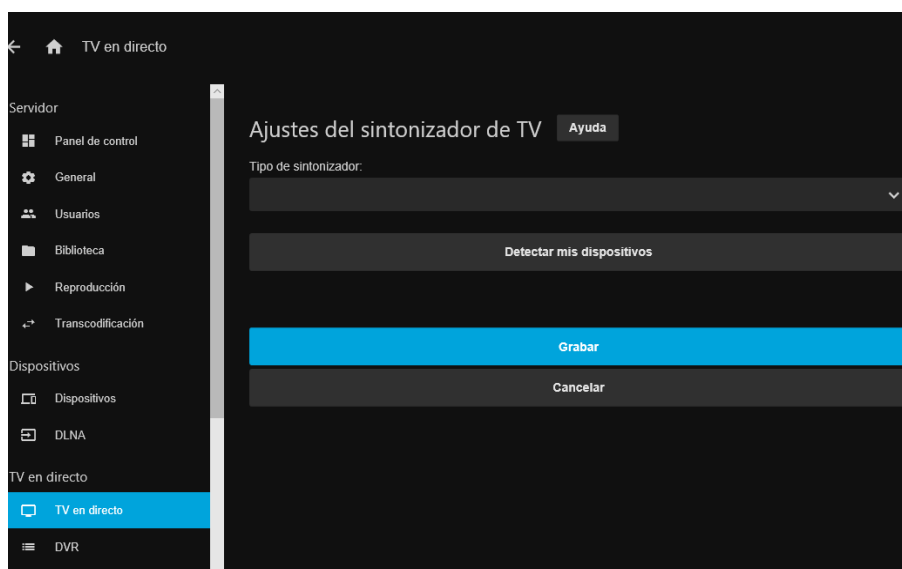 TV en directo
Servidor
Panel de control
General
Usuarios
Biblioteca
Reproducción
Transcodificación
Dispositivos
Dispositivos
DLNA
TV en directo
TV en directo
DVR
Ajustes del sintonizador de TV
Ayuda
Tipo de sintonizador:
Detectar mis dispositivos
Grabar
Cancelar